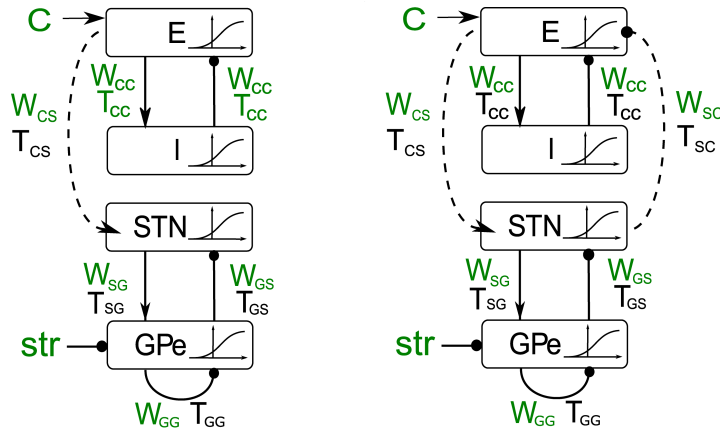 C
E
W_CC
T_CC
W_CC
T_CC
W_CS
T_CS
I
STN
W_SG
T_SG
W_GS
T_GS
str
GPe
W_GG
T_GG
C
E
W_CC
T_CC
W_CC
T_CC
W_CS
T_CS
W_SC
T_SC
I
STN
W_SG
T_SG
W_GS
T_GS
str
GPe
W_GG
T_GG